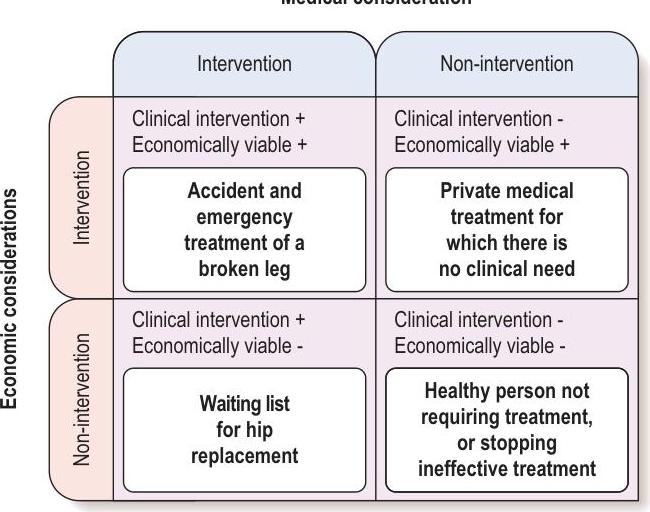 Medical consideration
Intervention
Non-intervention
Economic considerations
Intervention
Clinical intervention +
Economically viable +
Accident and
emergency
treatment of a
broken leg
Clinical intervention -
Economically viable +
Private medical
treatment for
which there is
no clinical need
Non-intervention
Clinical intervention +
Economically viable -
Waiting list
for hip
replacement
Clinical intervention -
Economically viable -
Healthy person not
requiring treatment,
or stopping
ineffective treatment